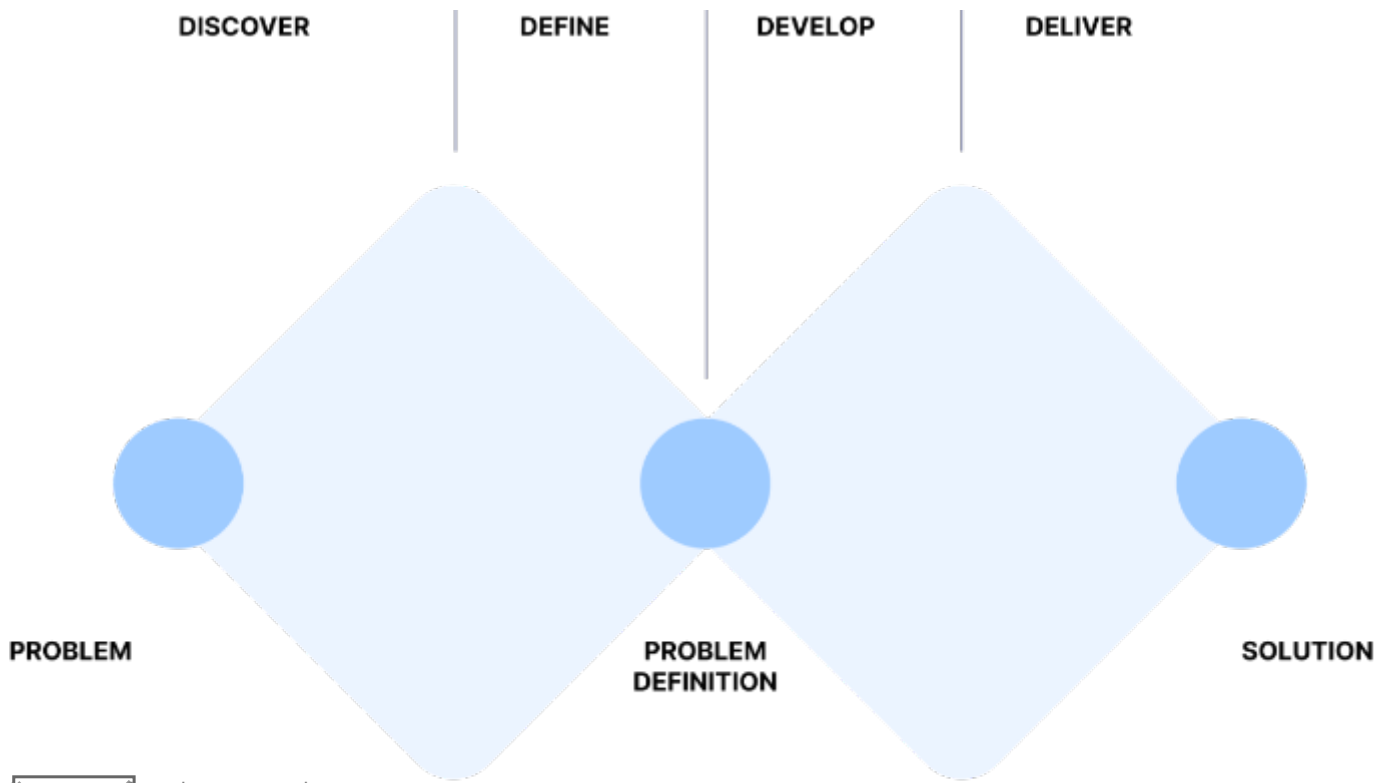 DISCOVER
DEFINE
DEVELOP
DELIVER
PROBLEM
PROBLEM
DEFINITION
SOLUTION